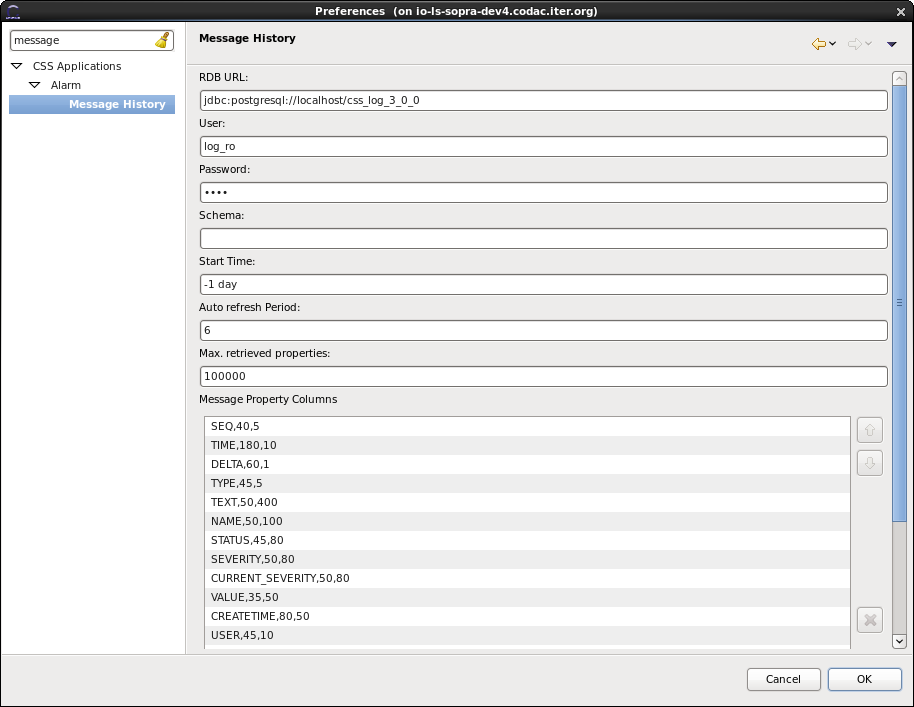 Preferences  (on io-ls-sopra-dev4.codac.iter.org)
message
CSS Applications
Alarm
Message History
Message History
RDB URL:
jdbc:postgresql://localhost/css_log_3_0_0
User:
log_ro
Password:
••••
Schema:
Start Time:
-1 day
Auto refresh Period:
6
Max. retrieved properties:
100000
Message Property Columns
SEQ,40,5
TIME,180,10
DELTA,60,1
TYPE,45,5
TEXT,50,400
NAME,50,100
STATUS,45,80
SEVERITY,50,80
CURRENT_SEVERITY,50,80
VALUE,35,50
CREATETIME,80,50
USER,45,10
Cancel
OK